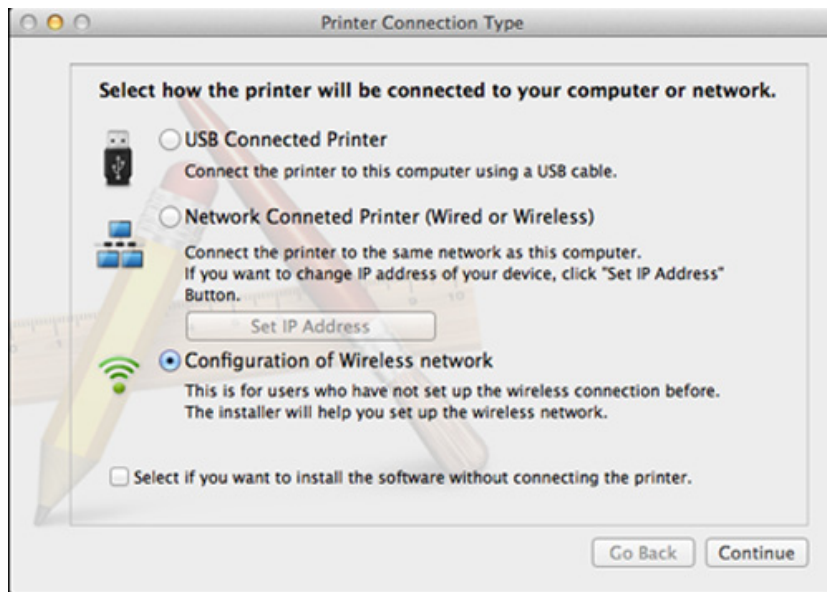 Printer Connection Type
Select how the printer will be connected to your computer or network.
USB Connected Printer
Connect the printer to this computer using a USB cable.
Network Conneted Printer (Wired or Wireless)
Connect the printer to the same network as this computer.
If you want to change IP address of your device, click "Set IP Address"
Button.
Set IP Address
Configuration of Wireless network
This is for users who have not set up the wireless connection before.
The installer will help you set up the wireless network.
Select if you want to install the software without connecting the printer.
Go Back Continue